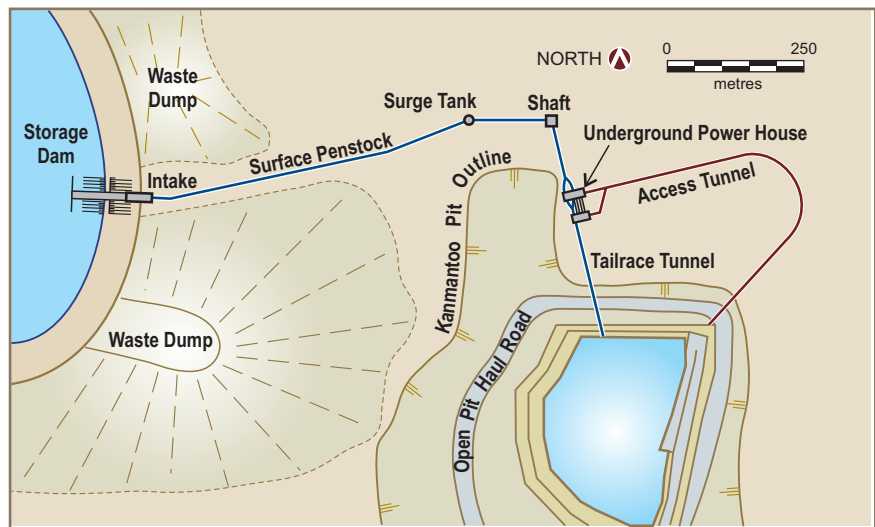 0 250
NORTH
metres
Waste
Dump
Surge Tank
Shaft
Storage
Dam
Underground Power House
Surface Penstock
Intake
Kanmantoo Pit Outline
Access Tunnel
Tailrace Tunnel
Waste Dump
Open Pit Haul Road